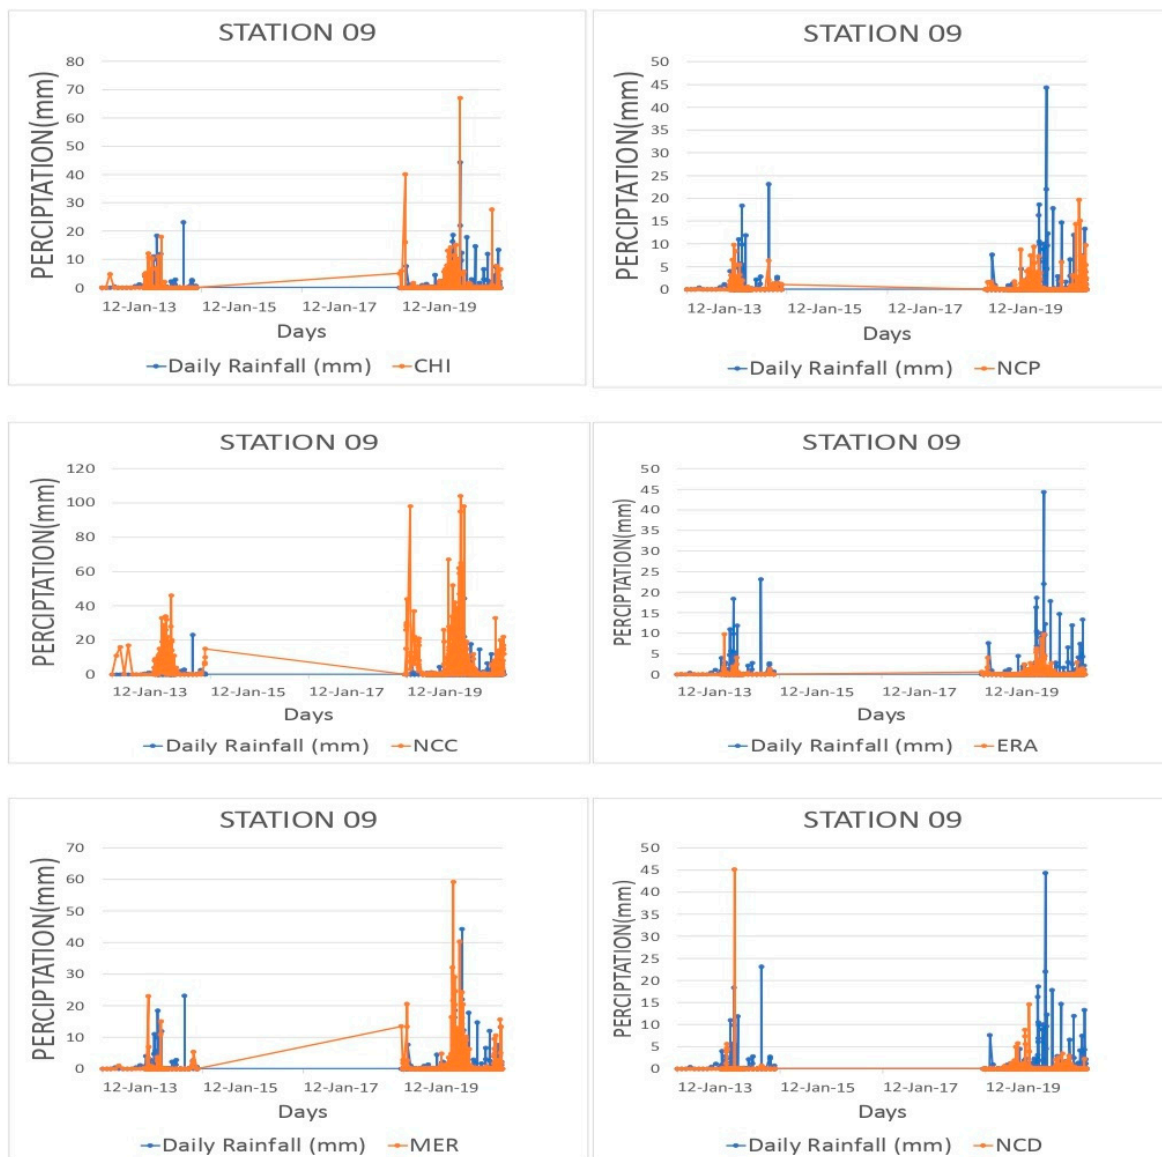 STATION 09
PERCIPTATION(mm)
80
70
60
50
40
30
20
10
0
12-Jan-13 12-Jan-15 12-Jan-17 12-Jan-19
Days
Daily Rainfall (mm) CHI
STATION 09
PERCIPTATION(mm)
50
45
40
35
30
25
20
15
10
5
0
12-Jan-13 12-Jan-15 12-Jan-17 12-Jan-19
Days
Daily Rainfall (mm) NCP
STATION 09
PERCIPTATION(mm)
120
100
80
60
40
20
0
12-Jan-13 12-Jan-15 12-Jan-17 12-Jan-19
Days
Daily Rainfall (mm) NCC
STATION 09
PERCIPTATION(mm)
50
45
40
35
30
25
20
15
10
5
0
12-Jan-13 12-Jan-15 12-Jan-17 12-Jan-19
Days
Daily Rainfall (mm) ERA
STATION 09
PERCIPTATION(mm)
70
60
50
40
30
20
10
0
12-Jan-13 12-Jan-15 12-Jan-17 12-Jan-19
Days
Daily Rainfall (mm) MER
STATION 09
PERCIPTATION(mm)
50
45
40
35
30
25
20
15
10
5
0
12-Jan-13 12-Jan-15 12-Jan-17 12-Jan-19
Days
Daily Rainfall (mm) NCD